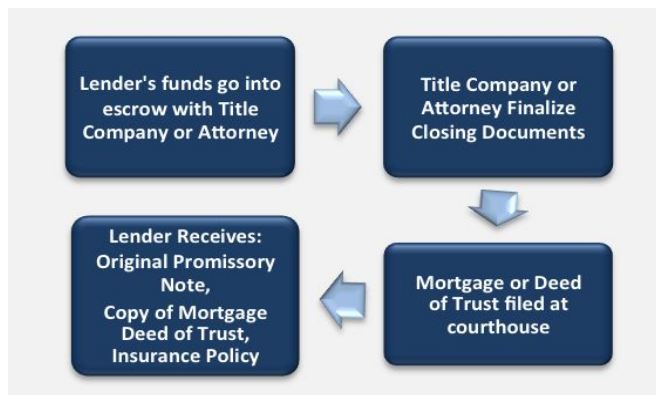 Lender's funds go into
escrow with Title
Company or Attorney
Title Company or
Attorney Finalize
Closing Documents
Mortgage or Deed
of Trust filed at
courthouse
Lender Receives:
Original Promissory
Note,
Copy of Mortgage
Deed of Trust,
Insurance Policy